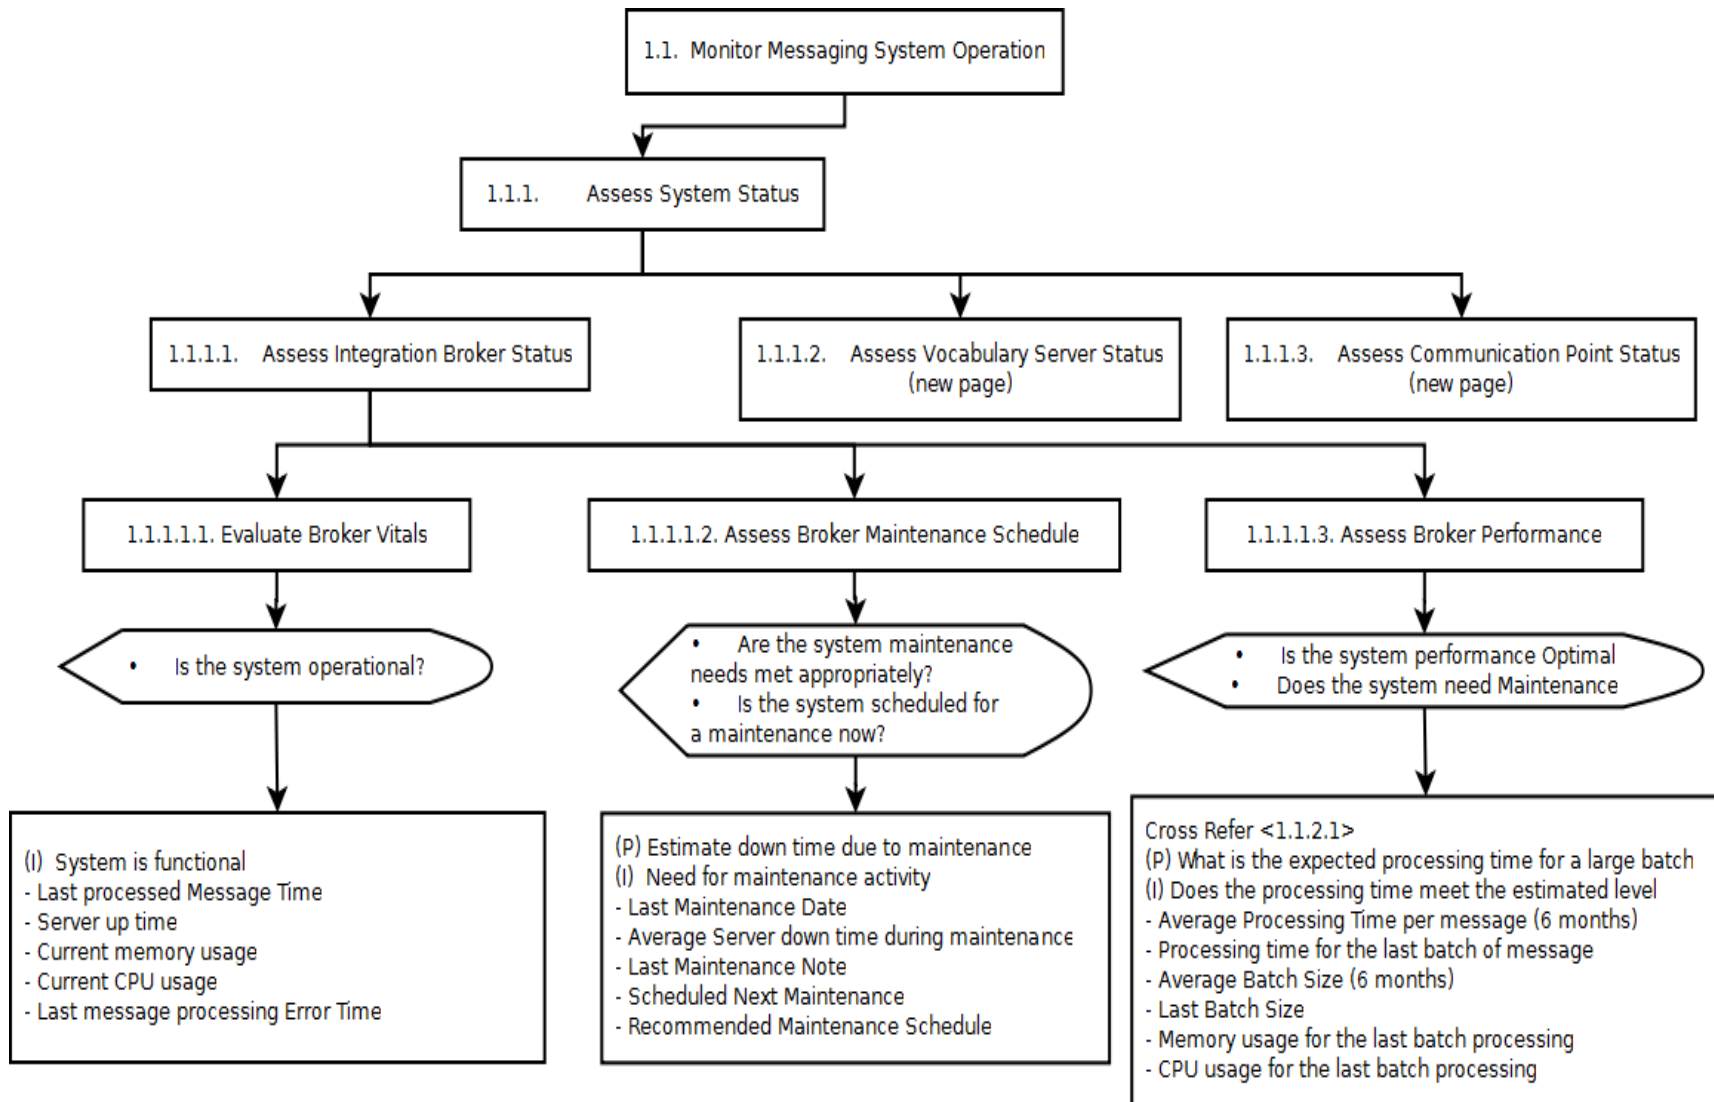 1.1. Monitor Messaging System Operation
1.1.1. Assess System Status
1.1.1.1. Assess Integration Broker Status
1.1.1.2. Assess Vocabulary Server Status
(new page)
1.1.1.3. Assess Communication Point Status
(new page)
1.1.1.1.1. Evaluate Broker Vitals
1.1.1.1.2. Assess Broker Maintenance Schedule
1.1.1.1.3. Assess Broker Performance
• Is the system operational?
• Are the system maintenance
needs met appropriately?
• Is the system scheduled for
a maintenance now?
• Is the system performance Optimal
• Does the system need Maintenance
(I) System is functional
- Last processed Message Time
- Server up time
- Current memory usage
- Current CPU usage
- Last message processing Error Time
(P) Estimate down time due to maintenance
(I) Need for maintenance activity
- Last Maintenance Date
- Average Server down time during maintenance
- Last Maintenance Note
- Scheduled Next Maintenance
- Recommended Maintenance Schedule
Cross Refer <1.1.2.1>
(P) What is the expected processing time for a large batch
(I) Does the processing time meet the estimated level
- Average Processing Time per message (6 months)
- Processing time for the last batch of message
- Average Batch Size (6 months)
- Last Batch Size
- Memory usage for the last batch processing
- CPU usage for the last batch processing